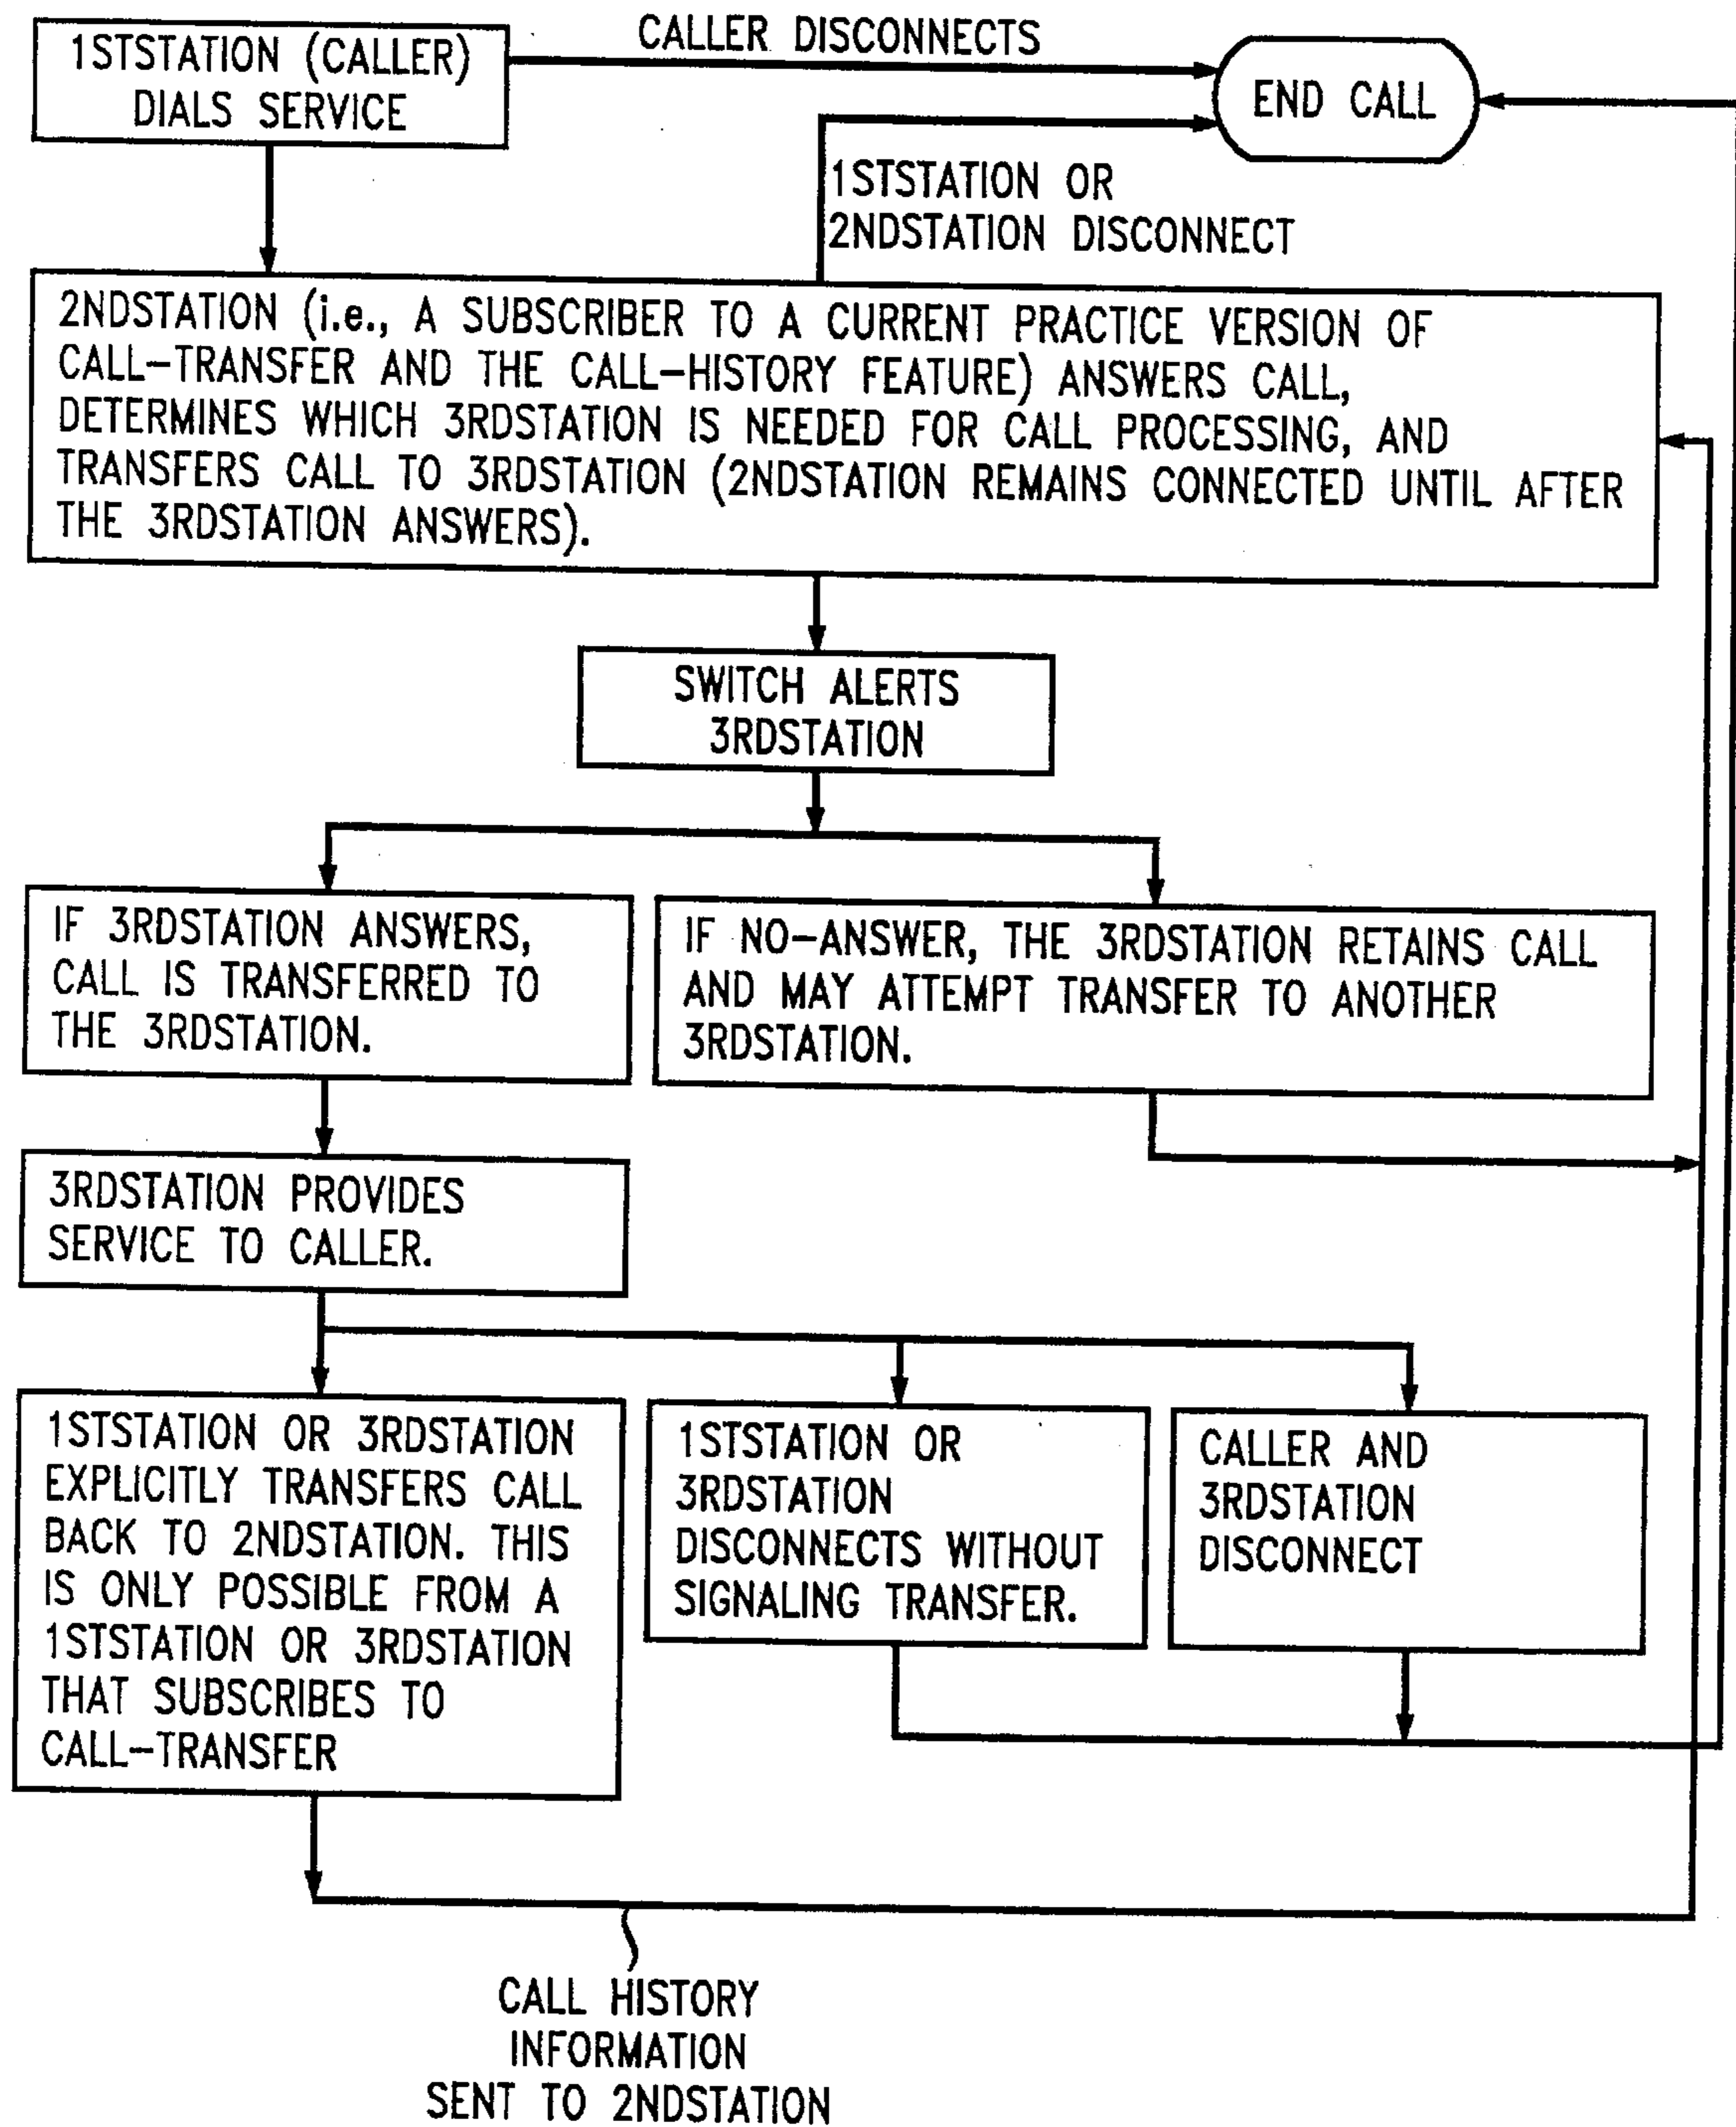 1STSTATION (CALLER)
DIALS SERVICE
CALLER DISCONNECTS
END CALL
1STSTATION OR
2NDSTATION DISCONNECT
2NDSTATION (i.e., A SUBSCRIBER TO A CURRENT PRACTICE VERSION OF
CALL-TRANSFER AND THE CALL-HISTORY FEATURE) ANSWERS CALL,
DETERMINES WHICH 3RDSTATION IS NEEDED FOR CALL PROCESSING, AND
TRANSFERS CALL TO 3RDSTATION (2NDSTATION REMAINS CONNECTED UNTIL AFTER
THE 3RDSTATION ANSWERS).
SWITCH ALERTS
3RDSTATION
IF 3RDSTATION ANSWERS,
CALL IS TRANSFERRED TO
THE 3RDSTATION.
IF NO-ANSWER, THE 3RDSTATION RETAINS CALL
AND MAY ATTEMPT TRANSFER TO ANOTHER
3RDSTATION.
3RDSTATION PROVIDES
SERVICE TO CALLER.
1STSTATION OR 3RDSTATION
EXPLICITLY TRANSFERS CALL
BACK TO 2NDSTATION. THIS
IS ONLY POSSIBLE FROM A
1STSTATION OR 3RDSTATION
THAT SUBSCRIBES TO
CALL-TRANSFER
1STSTATION OR
3RDSTATION
DISCONNECTS WITHOUT
SIGNALING TRANSFER.
CALLER AND
3RDSTATION
DISCONNECT
CALL HISTORY
INFORMATION
SENT TO 2NDSTATION